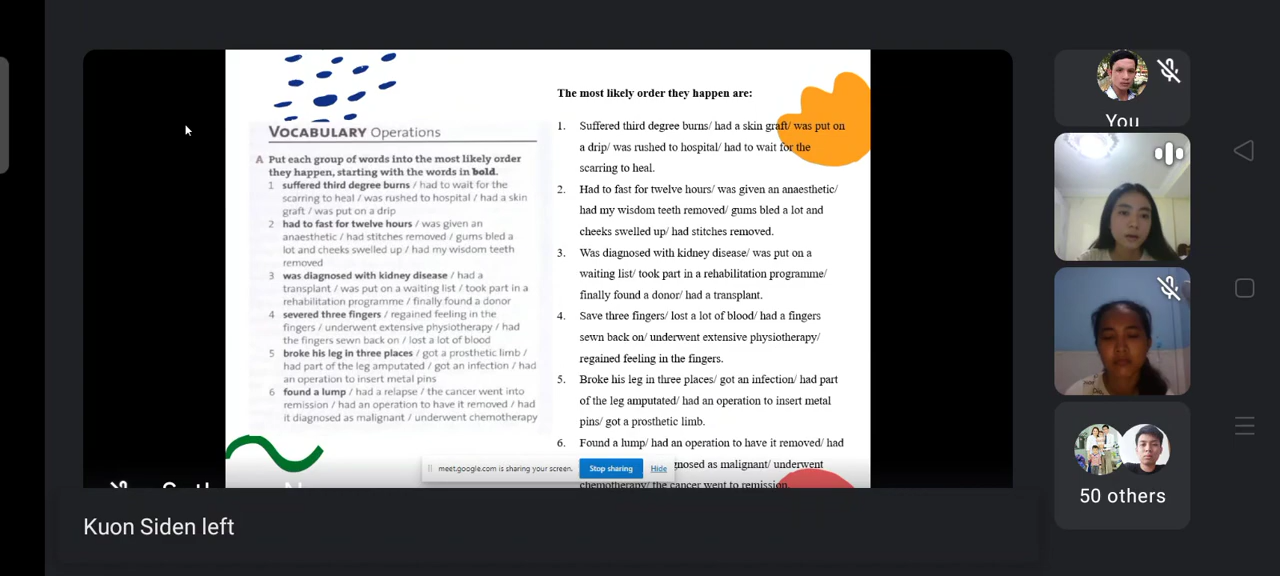 VOCABULARY Operations
A Put each group of words into the most likely order
they happen, starting with the words in bold.
1 suffered third degree burns / had to wait for the
scarring to heal / was rushed to hospital / had a skin
graft / was put on a drip
2 had to fast for twelve hours / was given an
anaesthetic / had stitches removed / gums bled a
lot and cheeks swelled up / had my wisdom teeth
removed
3 was diagnosed with kidney disease / had a
transplant / was put on a waiting list / took part in a
rehabilitation programme / finally found a donor
4 severed three fingers / regained feeling in the
fingers / underwent extensive physiotherapy / had
the fingers sewn back on / lost a lot of blood
5 broke his leg in three places / got a prosthetic limb /
had part of the leg amputated / got an infection / had
an operation to insert metal pins
6 found a lump / had a relapse / the cancer went into
remission / had an operation to have it removed / had
it diagnosed as malignant / underwent chemotherapy
The most likely order they happen are:
1. Suffered third degree burns/ had a skin graft/ was put on
a drip/ was rushed to hospital/ had to wait for the
scarring to heal.
2. Had to fast for twelve hours/ was given an anaesthetic/
had my wisdom teeth removed/ gums bled a lot and
cheeks swelled up/ had stitches removed.
3. Was diagnosed with kidney disease/ was put on a
waiting list/ took part in a rehabilitation programme/
finally found a donor/ had a transplant.
4. Save three fingers/ lost a lot of blood/ had a fingers
sewn back on/ underwent extensive physiotherapy/
regained feeling in the fingers.
5. Broke his leg in three places/ got an infection/ had part
of the leg amputated/ had an operation to insert metal
pins/ got a prosthetic limb.
6. Found a lump/ had an operation to have it removed/ had
gnosed as malignant/ underwent
chemotherapy/ the cancer went to remission.
meet.google.com is sharing your screen.
Stop sharing
Hide
Kuon Siden left
You
50 others